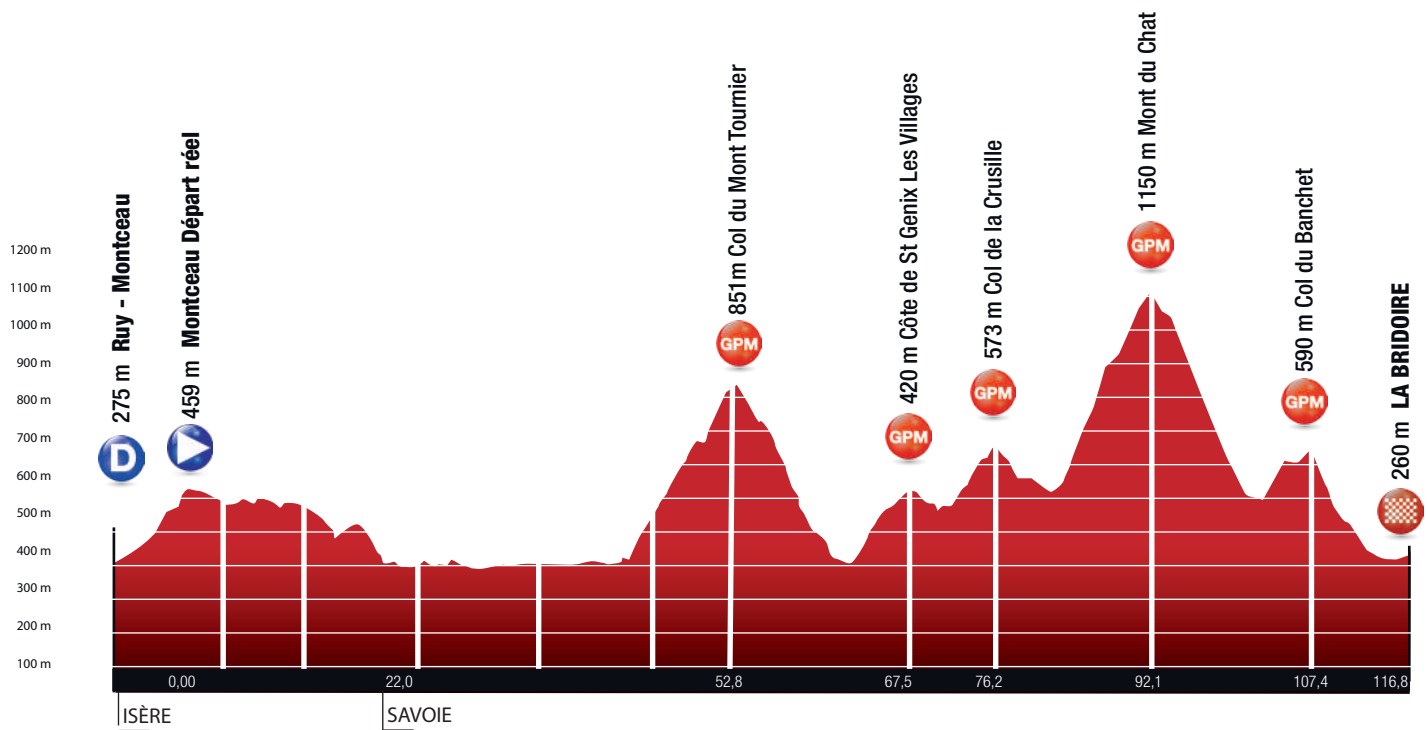 275 m Ruy - Montceau
459 m Montceau Départ réel
851m Col du Mont Tournier
420 m Côte de St Genix Les Villages
573 m Col de la Crusille
1150 m Mont du Chat
590 m Col du Banchet
260 m LA BRIDOIRE
D
GPM
GPM
GPM
GPM
GPM
1200 m
1100 m
1000 m
900 m
800 m
700 m
600 m
500 m
400 m
300 m
200 m
100 m
0,00 22,0 52,8 67,5 76,2 92,1 107,4 116,8
ISÈRE SAVOIE